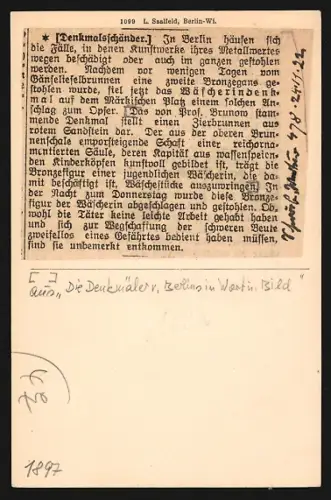 1099 L. Saalfeld, Berlin-Wi.
* [Denkmalsschänder.] In Berlin häufen sich
die Fälle, in denen Kunstwerke ihres Metallwertes
wegen beschädigt oder auch im ganzen gestohlen
werden. Nachdem vor wenigen Tagen vom
Gänselieselbrunnen eine zweite Bronzegans ge-
stohlen wurde, fiel jetzt das Wäscherindenk-
mal auf dem Märkischen Platz einem solchen An-
schlag zum Opfer. [Das von Prof. Brunow stam-
mende Denkmal stellt einen Zierbrunnen aus
rotem Sandstein dar. Der aus der oberen Brun-
nenschale emporsteigende Schaft einer reichorna-
mentierten Säule, deren Kapitäl aus wasserspeien-
den Kinderköpfen kunstvoll gebildet ist, trägt die
Bronzefigur einer jugendlichen Wäscherin, die da-
mit beschäftigt ist, Wäschestücke auszuwringen.] In
der Nacht zum Donnerstag wurde diese Bronze-
figur der Wäscherin abgeschlagen und gestohlen. Ob-
wohl die Täter keine leichte Arbeit gehabt haben
und sich zur Wegschaffung der schweren Beute
zweifellos eines Gefährtes bedient haben müssen,
sind sie unbemerkt entkommen.
278 24.11.22
[ ]
aus „Die Denkmäler v. Berlins in Wort u. Bild"
1897